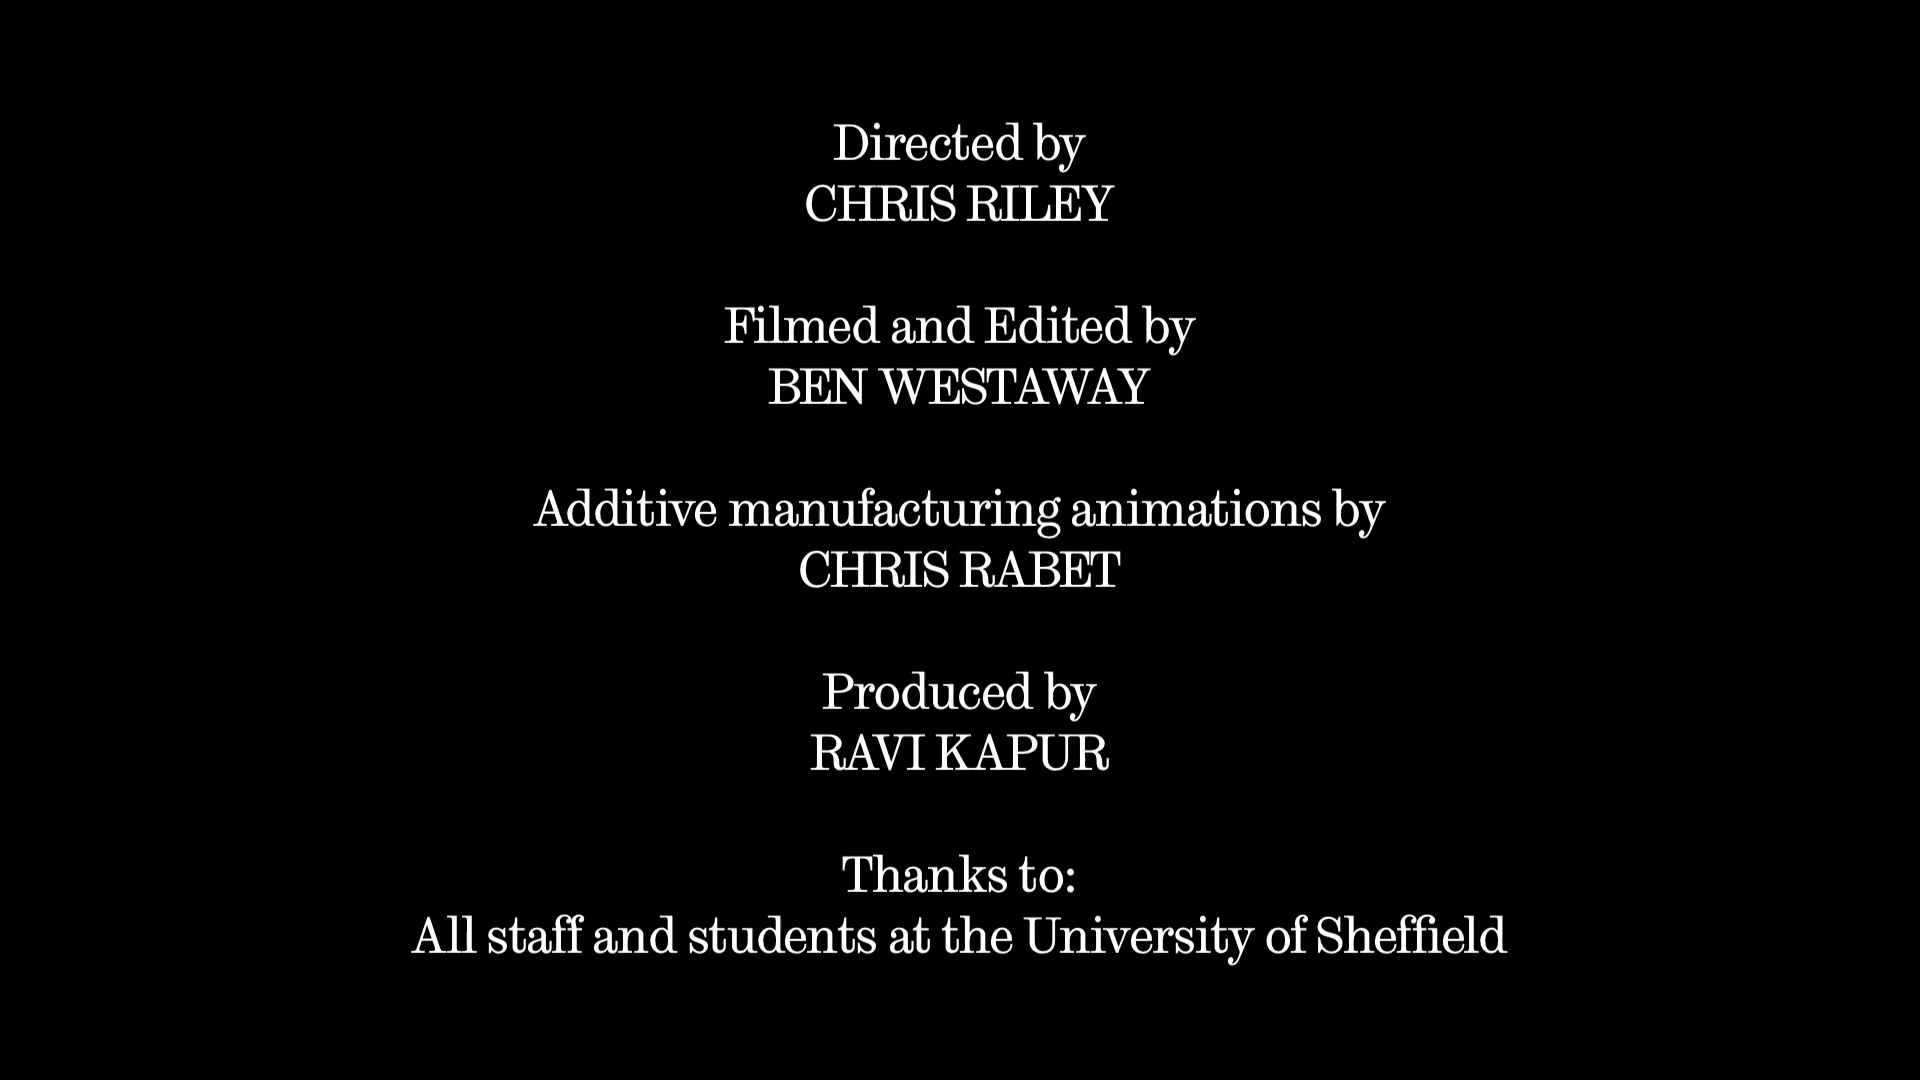 Directed by
CHRIS RILEY
Filmed and Edited by
BEN WESTAWAY
Additive manufacturing animations by
CHRIS RABET
Produced by
RAVI KAPUR
Thanks to:
All staff and students at the University of Sheffield